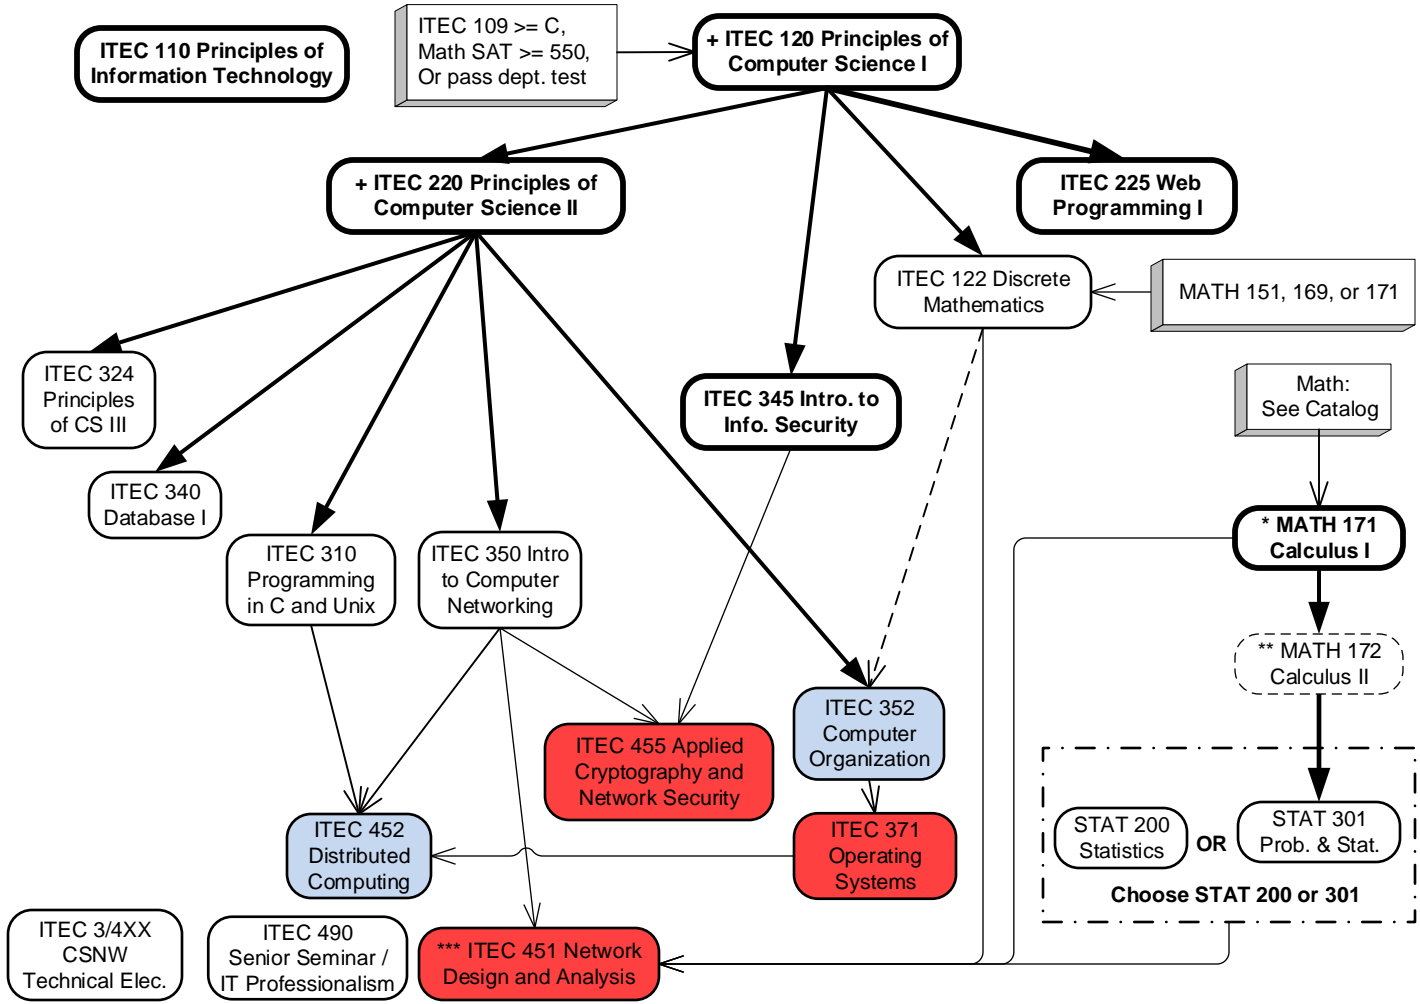 ITEC 110 Principles of
Information Technology
ITEC 109 >= C,
Math SAT >= 550,
Or pass dept. test
+ ITEC 120 Principles of
Computer Science I
+ ITEC 220 Principles of
Computer Science II
ITEC 225 Web
Programming I
ITEC 122 Discrete
Mathematics
MATH 151, 169, or 171
ITEC 324
Principles
of CS III
ITEC 345 Intro. to
Info. Security
Math:
See Catalog
ITEC 340
Database I
ITEC 310
Programming
in C and Unix
ITEC 350 Intro
to Computer
Networking
* MATH 171
Calculus I
** MATH 172
Calculus II
ITEC 352
Computer
Organization
ITEC 455 Applied
Cryptography and
Network Security
ITEC 452
Distributed
Computing
ITEC 371
Operating
Systems
STAT 200
Statistics
OR
STAT 301
Prob. & Stat.
Choose STAT 200 or 301
ITEC 3/4XX
CSNW
Technical Elec.
ITEC 490
Senior Seminar /
IT Professionalism
*** ITEC 451 Network
Design and Analysis